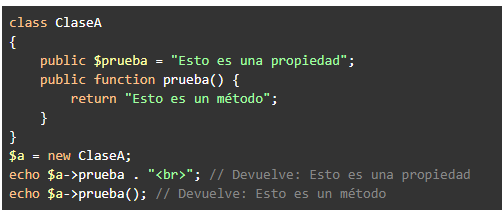 class ClaseA
{
    public $prueba = "Esto es una propiedad";
    public function prueba() {
        return "Esto es un método";
    }
}
$a = new ClaseA;
echo $a->prueba . "<br>"; // Devuelve: Esto es una propiedad
echo $a->prueba(); // Devuelve: Esto es un método